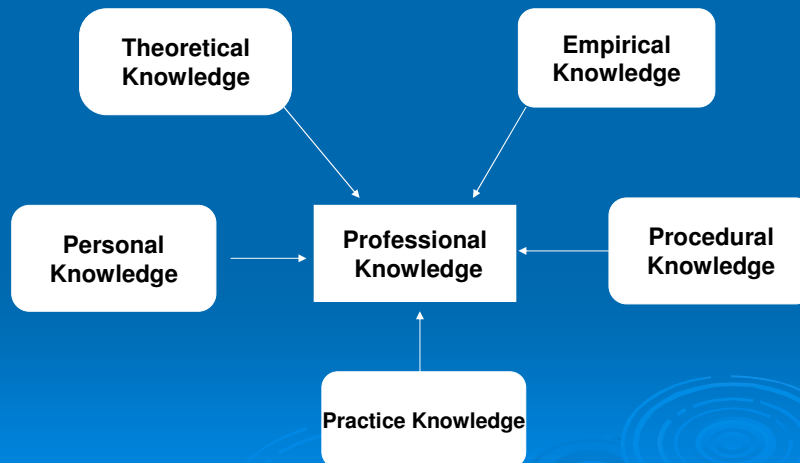 Theoretical
Knowledge
Empirical
Knowledge
Personal
Knowledge
Professional
Knowledge
Procedural
Knowledge
Practice Knowledge